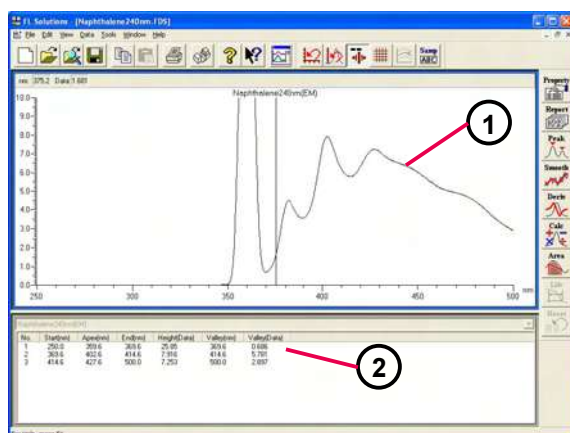 FL Solutions - [Naphthalene240nm.FDS]
File Edit View Data Tools Window Help
Samp
ABC
nm 375.2 Data 1.681
Naphthalene240nm(EM)
10.0
9.0
8.0
7.0
6.0
5.0
4.0
3.0
2.0
1.0
0.0
250 300 350 400 450 500
nm
1
Property
Report
Peak
Smooth
Deriv
Calc
Area
Reset
Naphthalene240nm(EM)
No. Start(nm) Apex(nm) End(nm) Height(Data) Valley(nm) Valley(Data)
1 250.0 359.6 369.6 25.05 369.6 0.686
2 369.6 402.6 414.6 7.916 414.6 5.781
3 414.6 427.6 500.0 7.253 500.0 2.897
2